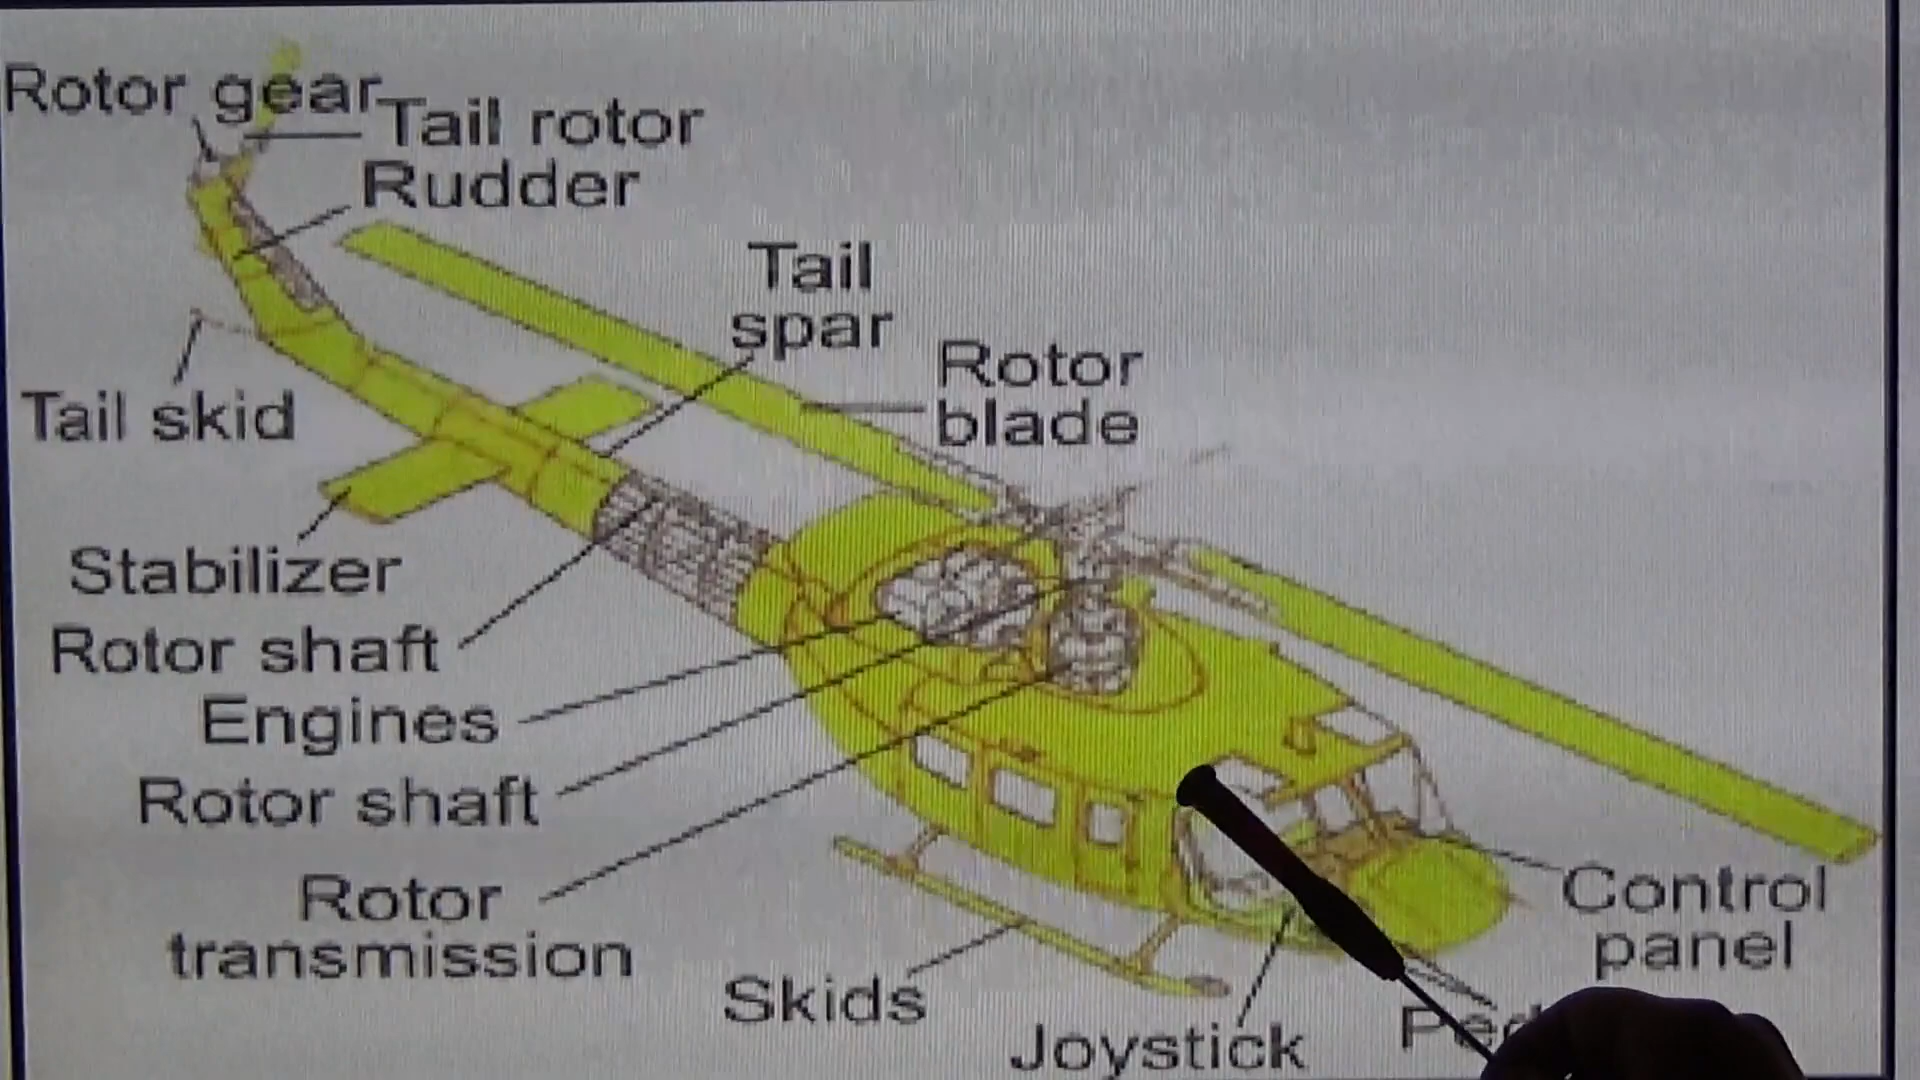 Rotor gear
Tail rotor
Rudder
Tail
spar
Rotor
blade
Tail skid
Stabilizer
Rotor shaft
Engines
Rotor shaft
Rotor
transmission
Skids
Joystick
Control
panel